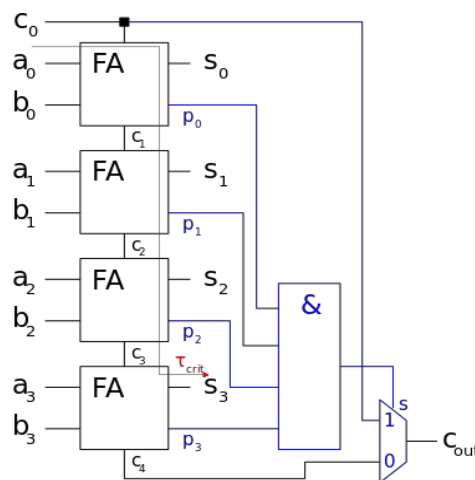 c0
a0 FA s0
b0 p0
c1
a1 FA s1
b1 p1
c2
a2 FA s2
b2 p2
&
c3 τcrit
a3 FA s3
b3 p3
s
1
0
cout
c4